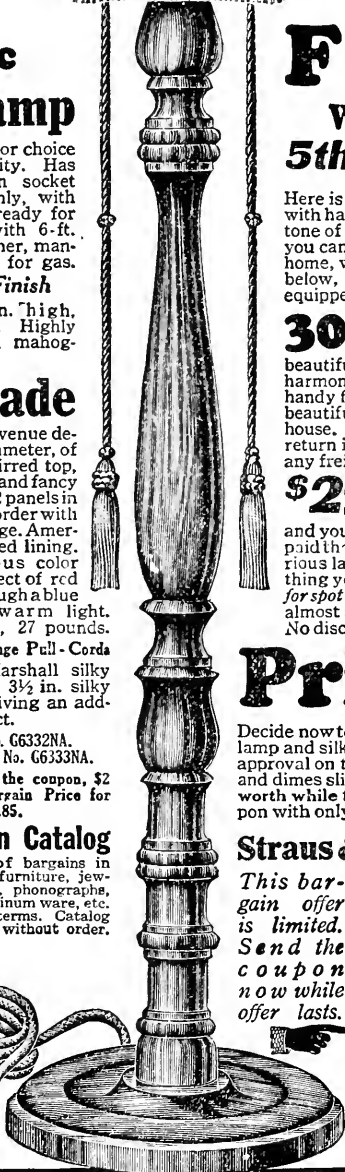 c
amp
or choice
ity. Has
n socket
nly, with
ready for
with 6-ft.
her, man-
for gas.
Finish
n. high,
Highly
mahog-
ade
venue de-
ameter, of
irred top,
and fancy
panels in
order with
ge. Amer-
ed lining.
us color
ect of red
ugh a blue
warm light.
, 27 pounds.
ge Pull-Cords
arshall silky
3½ in. silky
iving an add-
ct.
. G6332NA.
No. G6333NA.
the coupon, $2
rgain Price for
.85.
n Catalog
of bargains in
furniture, jew-
, phonographs,
inum ware, etc.
terms. Catalog
without order.
F
w
5th
Here is
with ha
tone of
you can
home, w
below,
equippe
30
beautifu
harmon
handy f
beautifu
house.
return i
any frei
$2
and you
paid th
rious la
thing yo
for spot
almost
No disc
Pri
Decide now to
lamp and silk
approval on t
and dimes sli
worth while t
pon with only
Straus &
This bar-
gain offer
is limited.
Send the
coupon
now while
offer lasts.